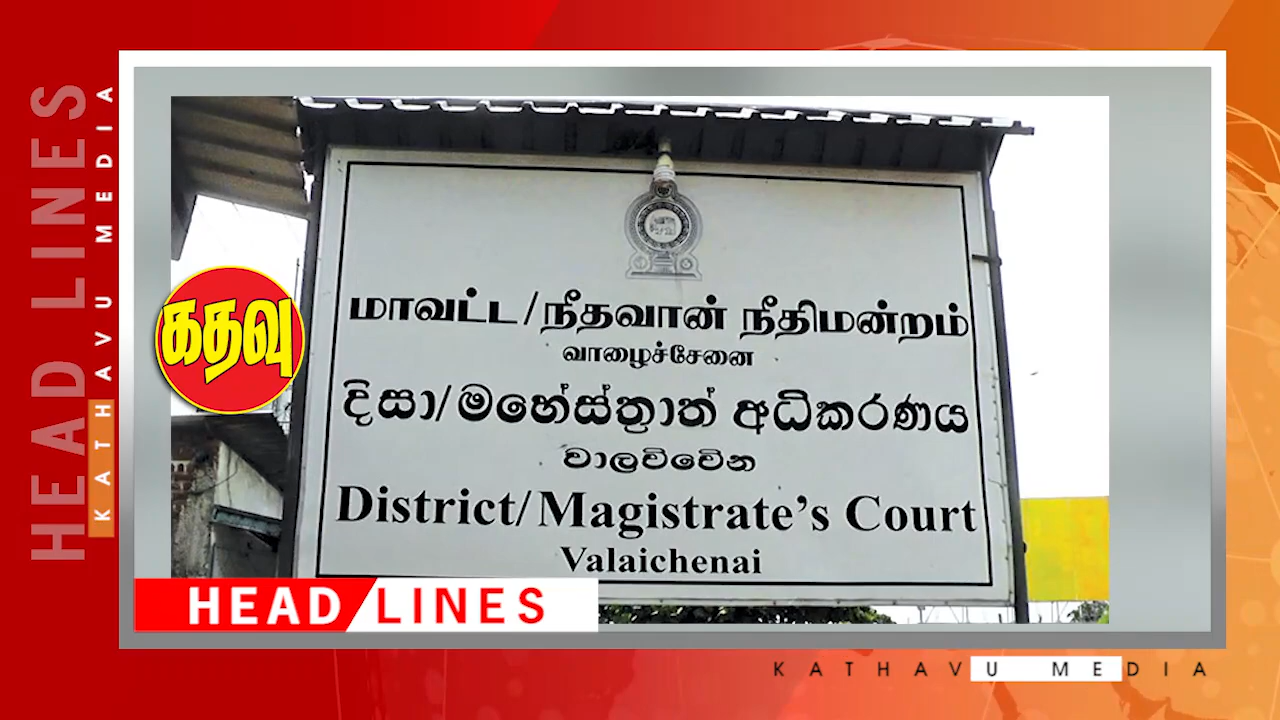 HEAD LINES
KATHAVU MEDIA
கதவு
மாவட்ட/நீதவான் நீதிமன்றம்
வாழைச்சேனை
දිසා/මහේස්ත්‍රාත් අධිකරණය
වාලච්චේන
District/Magistrate's Court
Valaichenai
HEAD LINES
KATHAVU MEDIA